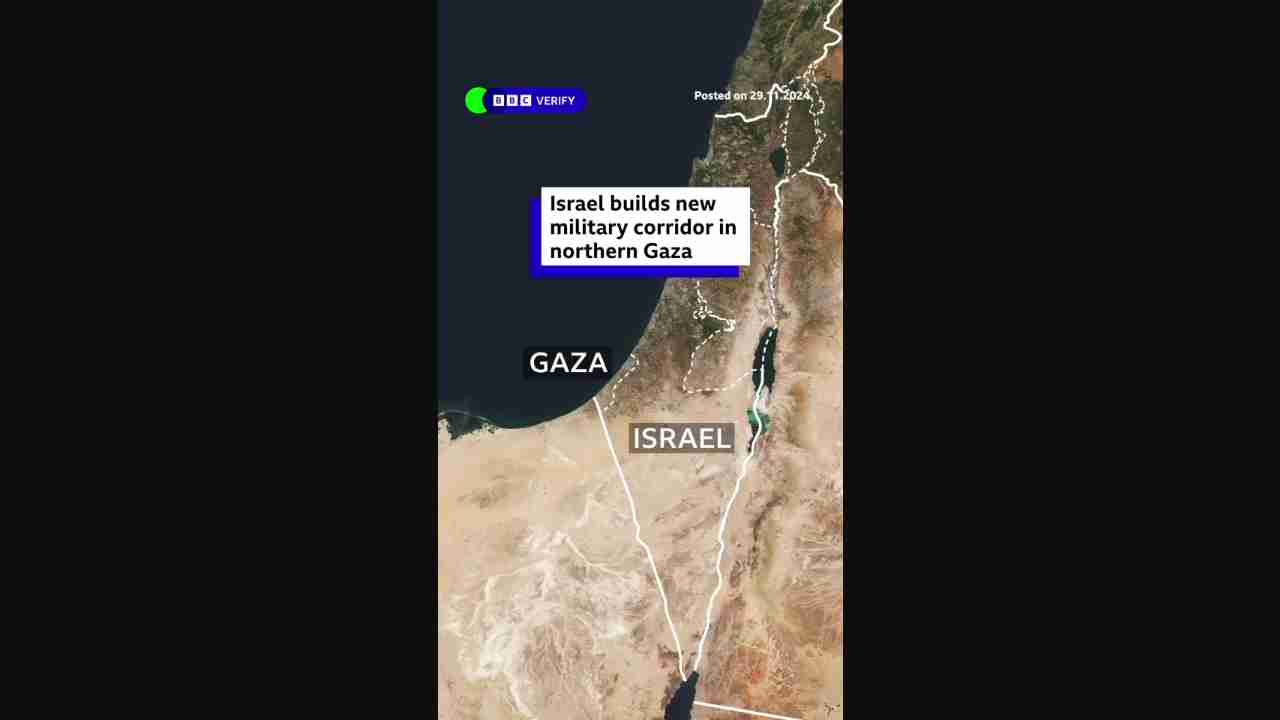 BBC VERIFY
Posted on 29.11.2024
Israel builds new
military corridor in
northern Gaza
GAZA
ISRAEL